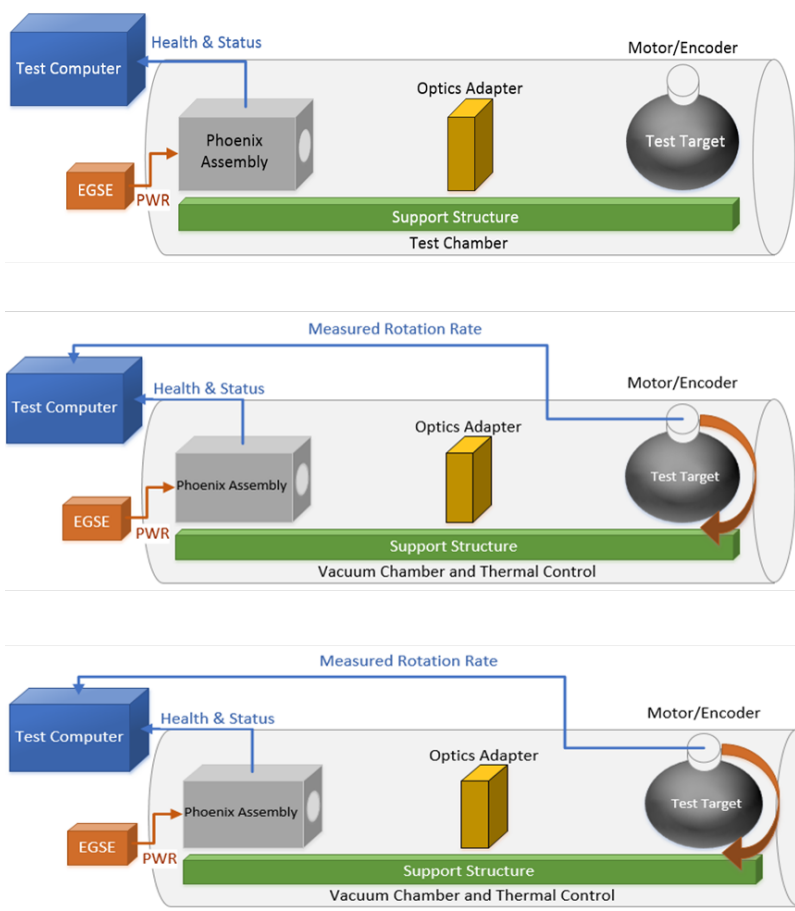 Health & Status
Test Computer
Motor/Encoder
Optics Adapter
Phoenix
Assembly
Test Target
EGSE
PWR
Support Structure
Test Chamber
Measured Rotation Rate
Health & Status
Motor/Encoder
Test Computer
Optics Adapter
Phoenix Assembly
Test Target
EGSE
PWR
Support Structure
Vacuum Chamber and Thermal Control
Measured Rotation Rate
Health & Status
Motor/Encoder
Test Computer
Optics Adapter
Phoenix Assembly
Test Target
EGSE
PWR
Support Structure
Vacuum Chamber and Thermal Control